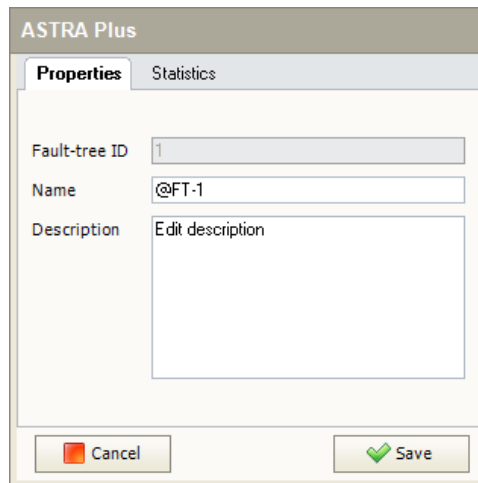 ASTRA Plus
Properties Statistics
Fault-tree ID 1
Name @FT-1
Description Edit description
Cancel Save